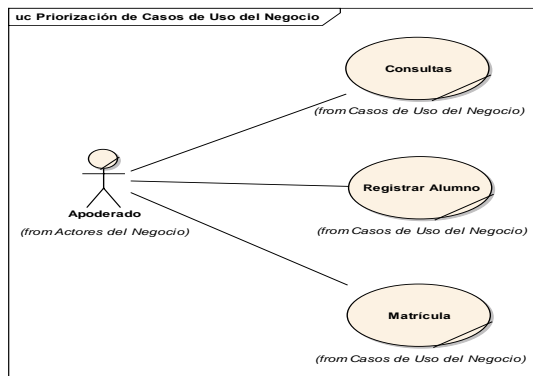 uc Priorización de Casos de Uso del Negocio
Consultas
(from Casos de Uso del Negocio)
Registrar Alumno
(from Casos de Uso del Negocio)
Apoderado
(from Actores del Negocio)
Matrícula
(from Casos de Uso del Negocio)